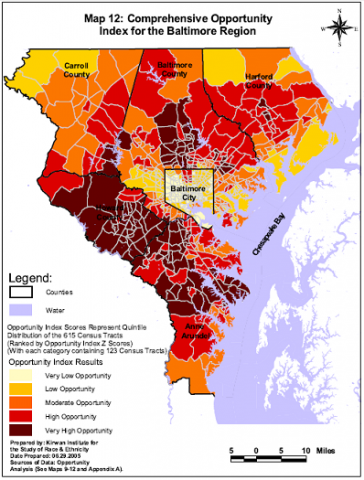 Map 12: Comprehensive Opportunity
Index for the Baltimore Region
N
W
E
S
Carroll
County
Baltimore
County
Harford
County
Baltimore
City
County
Chesapeake Bay
Anne
Arundel
Legend:
Counties
Water
Opportunity Index Scores Represent Quintile
Distribution of the 615 Census Tracts
(Ranked by Opportunity Index Z Scores)
(With each category containing 123 Census Tracts)
Opportunity Index Results
Very Low Opportunity
Low Opportunity
Moderate Opportunity
High Opportunity
Very High Opportunity
Prepared by: Kirwan Institute for
the Study of Race & Ethnicity
Date Prepared: 06.29.2005
Sources of Data: Opportunity
Analysis (See Maps 9-12 and Appendix A).
5 0 5 10 Miles